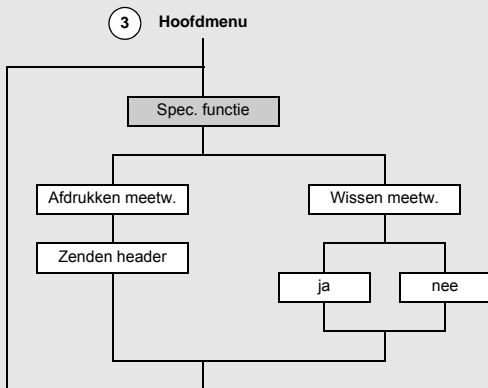 3 Hoofdmenu
Spec. functie
Afdrukken meetw.
Wissen meetw.
Zenden header
ja
nee